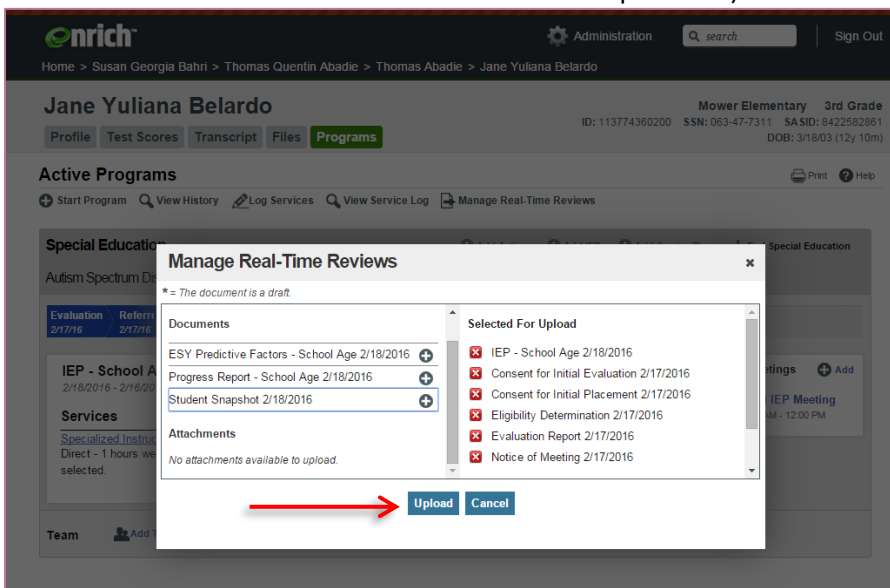 enrich
Administration
search
Sign Out
Home > Susan Georgia Bahri > Thomas Quentin Abadie > Thomas Abadie > Jane Yuliana Belardo
Jane Yuliana Belardo
Mower Elementary 3rd Grade
ID: 113774360200 SSN: 063-47-7311 SASID: 8422582861
DOB: 3/18/03 (12y 10m)
Profile Test Scores Transcript Files Programs
Active Programs
Print Help
Start Program View History Log Services View Service Log Manage Real-Time Reviews
Special Education
Special Education
Autism Spectrum
Evaluation
2/17/16 2/17/16
IEP - School A
2/18/2016 - 2/16/20
Services
Specialized Instruc
Direct - 1 hours we
selected.
Team Add
Manage Real-Time Reviews
* = The document is a draft.
Documents
ESY Predictive Factors - School Age 2/18/2016
Progress Report - School Age 2/18/2016
Student Snapshot 2/18/2016
Attachments
No attachments available to upload.
Selected For Upload
IEP - School Age 2/18/2016
Consent for Initial Evaluation 2/17/2016
Consent for Initial Placement 2/17/2016
Eligibility Determination 2/17/2016
Evaluation Report 2/17/2016
Notice of Meeting 2/17/2016
Upload Cancel
Add
IEP Meeting
- 12:00 PM